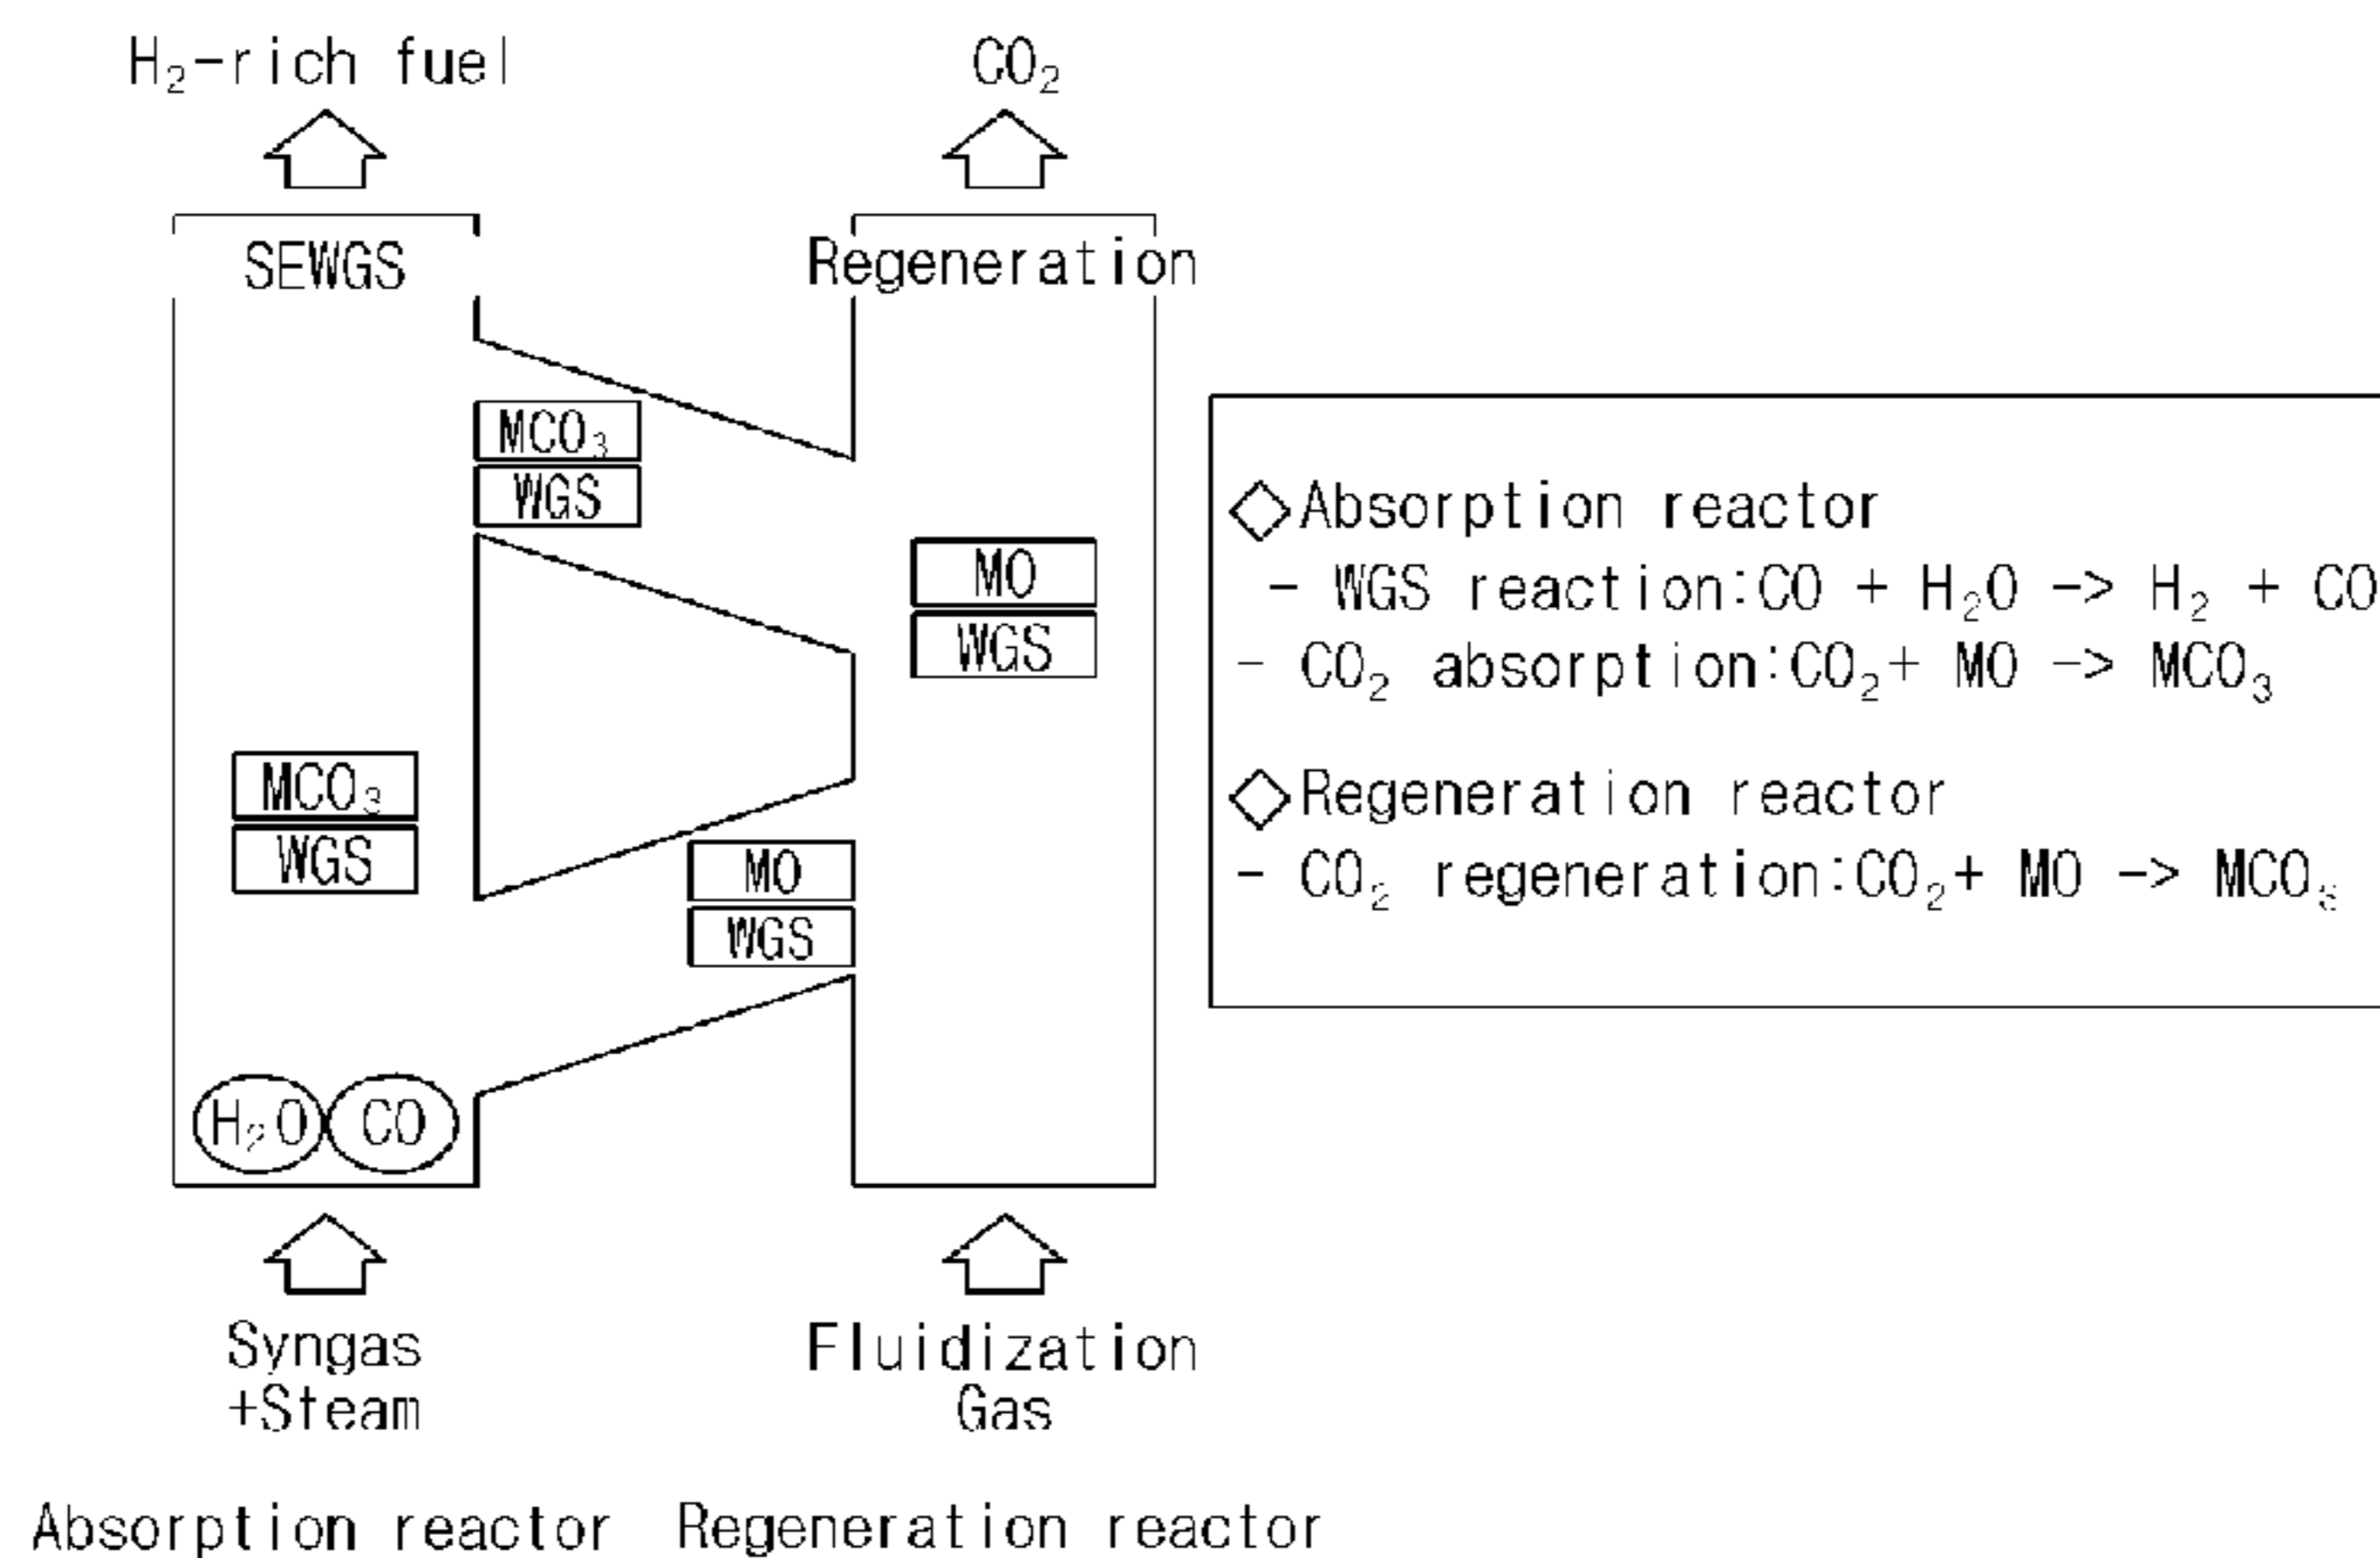 H₂-rich fuel
CO₂
SEWGS
Regeneration
MCO₃
WGS
MO
WGS
MCO₃
WGS
MO
WGS
H₂O
CO
Syngas
+Steam
Fluidization
Gas
Absorption reactor
Regeneration reactor
◇Absorption reactor
- WGS reaction:CO + H₂O -> H₂ + CO
- CO₂ absorption:CO₂+ MO -> MCO₃
◇Regeneration reactor
- CO₂ regeneration:CO₂+ MO -> MCO₃